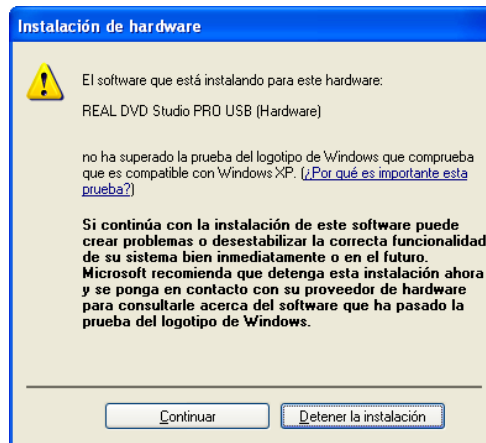 Instalación de hardware
El software que está instalando para este hardware:
REAL DVD Studio PRO USB (Hardware)
no ha superado la prueba del logotipo de Windows que comprueba
que es compatible con Windows XP. (¿Por qué es importante esta
prueba?)
Si continúa con la instalación de este software puede
crear problemas o desestabilizar la correcta funcionalidad
de su sistema bien inmediatamente o en el futuro.
Microsoft recomienda que detenga esta instalación ahora
y se ponga en contacto con su proveedor de hardware
para consultarle acerca del software que ha pasado la
prueba del logotipo de Windows.
Continuar
Detener la instalación